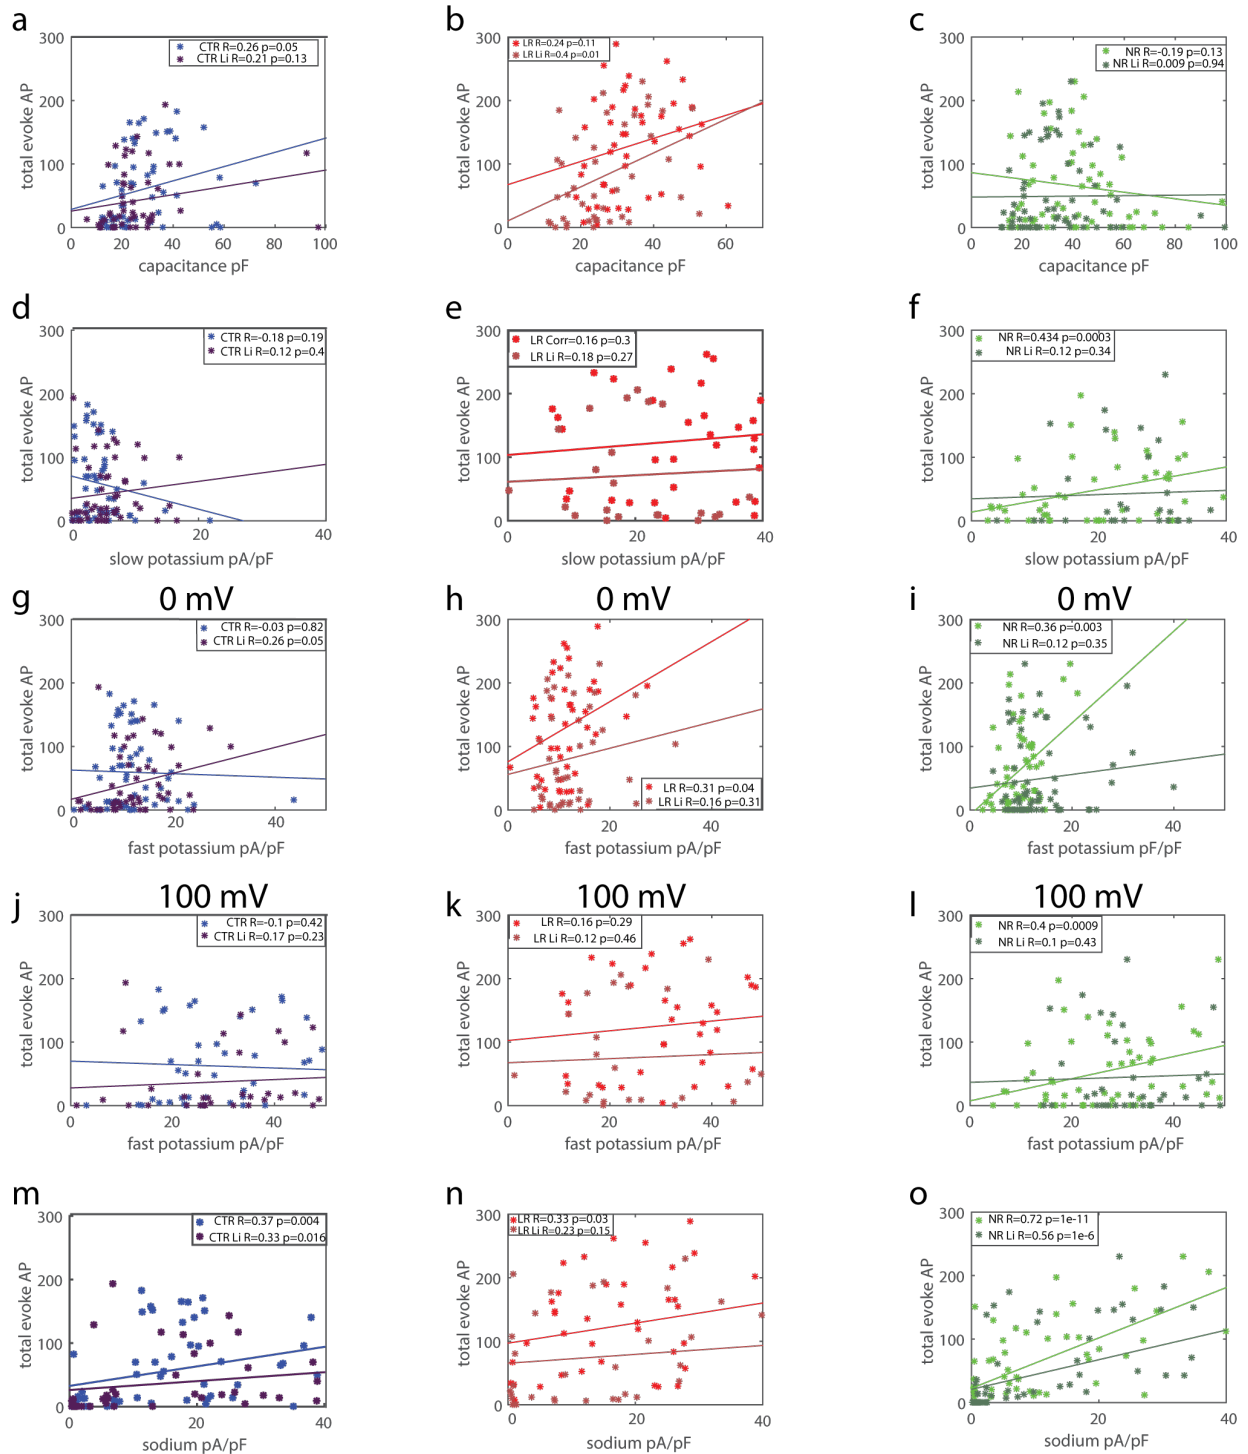 a
CTR R=0.26 p=0.05
CTR Li R=0.21 p=0.13
300
200
100
0
total evoke AP
0 20 40 60 80 100
capacitance pF
b
LR R=0.24 p=0.11
LR Li R=0.4 p=0.01
300
200
100
0
total evoke AP
0 20 40 60
capacitance pF
c
NR R=-0.19 p=0.13
NR Li R=0.009 p=0.94
300
200
100
0
total evoke AP
0 20 40 60 80 100
capacitance pF
d
CTR R=-0.18 p=0.19
CTR Li R=0.12 p=0.4
300
200
100
0
total evoke AP
0 20 40
slow potassium pA/pF
e
LR Corr=0.16 p=0.3
LR Li R=0.18 p=0.27
300
200
100
0
total evoke AP
0 20 40
slow potassium pA/pF
f
NR R=0.434 p=0.0003
NR Li R=0.12 p=0.34
300
200
100
0
total evoke AP
0 20 40
slow potassium pA/pF
g
0 mV
CTR R=-0.03 p=0.82
CTR Li R=0.26 p=0.05
300
200
100
0
total evoke AP
0 20 40
fast potassium pA/pF
h
0 mV
300
200
100
0
total evoke AP
LR R=0.31 p=0.04
LR Li R=0.16 p=0.31
0 20 40
fast potassium pA/pF
i
0 mV
NR R=0.36 p=0.003
NR Li R=0.12 p=0.35
300
200
100
0
total evoke AP
0 20 40
fast potassium pF/pF
j
100 mV
CTR R=-0.1 p=0.42
CTR Li R=0.17 p=0.23
300
200
100
0
total evoke AP
0 20 40
fast potassium pA/pF
k
100 mV
LR R=0.16 p=0.29
LR Li R=0.12 p=0.46
300
200
100
0
total evoke AP
0 20 40
fast potassium pA/pF
l
100 mV
NR R=0.4 p=0.0009
NR Li R=0.1 p=0.43
300
200
100
0
total evoke AP
0 20 40
fast potassium pA/pF
m
CTR R=0.37 p=0.004
CTR Li R=0.33 p=0.016
300
200
100
0
total evoke AP
0 20 40
sodium pA/pF
n
LR R=0.33 p=0.03
LR Li R=0.23 p=0.15
300
200
100
0
total evoke AP
0 20 40
sodium pA/pF
o
NR R=0.72 p=1e-11
NR Li R=0.56 p=1e-6
300
200
100
0
total evoke AP
0 20 40
sodium pA/pF